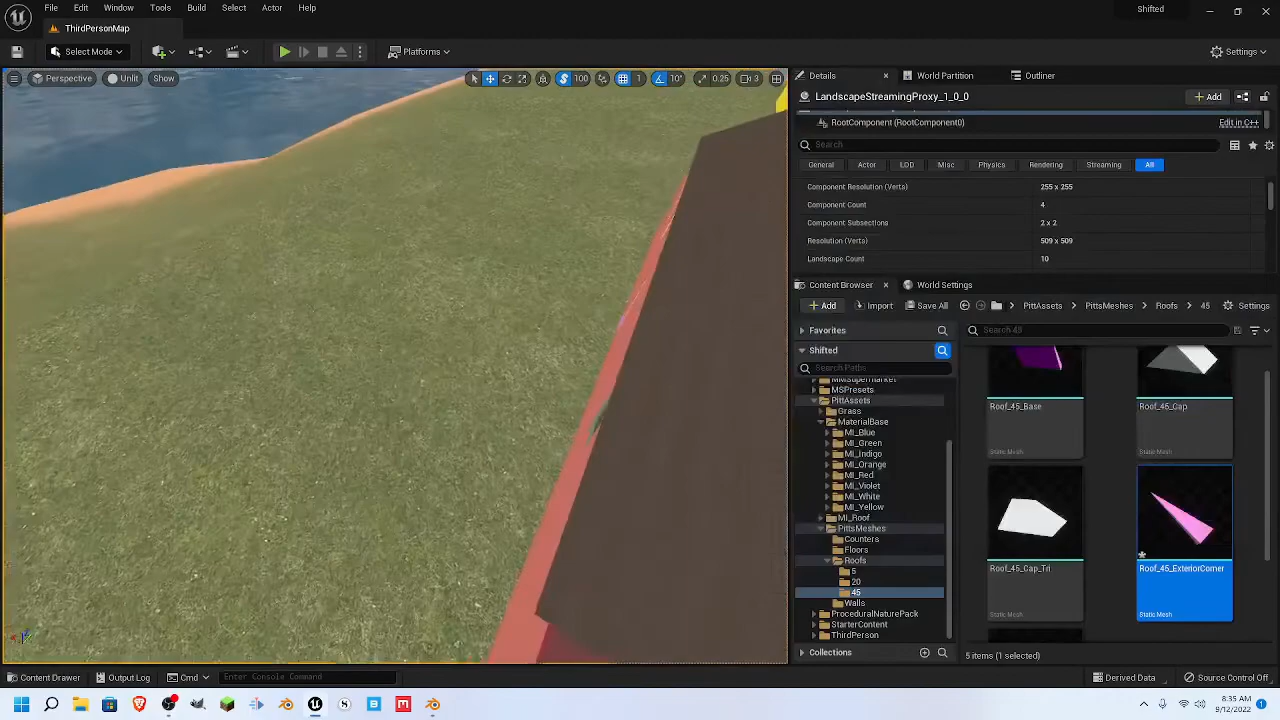 File Edit Window Tools Build Select Actor Help
Shifted
ThirdPersonMap
Select Mode
Platforms
Settings
Perspective Unlit Show
100 1 10° 0.25 3
Details World Partition Outliner
LandscapeStreamingProxy_1_0_0
Add
RootComponent (RootComponent0) Edit in C++
Search
General Actor LOD Misc Physics Rendering Streaming All
Component Resolution (Verts) 255 x 255
Component Count 4
Component Subsections 2 x 2
Resolution (Verts) 509 x 509
Landscape Count 10
Content Browser World Settings
Add Import Save All PittAssets PittsMeshes Roofs 45 Settings
Favorites
Search 45
Shifted
Search Paths
MMSupermarket
MSPresets
PittAssets
Grass
MaterialBase
MI_Blue
MI_Green
MI_Indigo
MI_Orange
MI_Red
MI_Violet
MI_White
MI_Yellow
Mi_Roof
PittsMeshes
Counters
Floors
Roofs
5
20
45
Walls
ProceduralNaturePack
StarterContent
ThirdPerson
Collections
Roof_45_Base
Static Mesh
Roof_45_Cap
Static Mesh
Roof_45_Cap_Tri
Static Mesh
Roof_45_ExteriorCorner
Static Mesh
5 items (1 selected)
Output Log Cmd Enter Console Command
Source Control Off
8:35 AM
9/12/2022